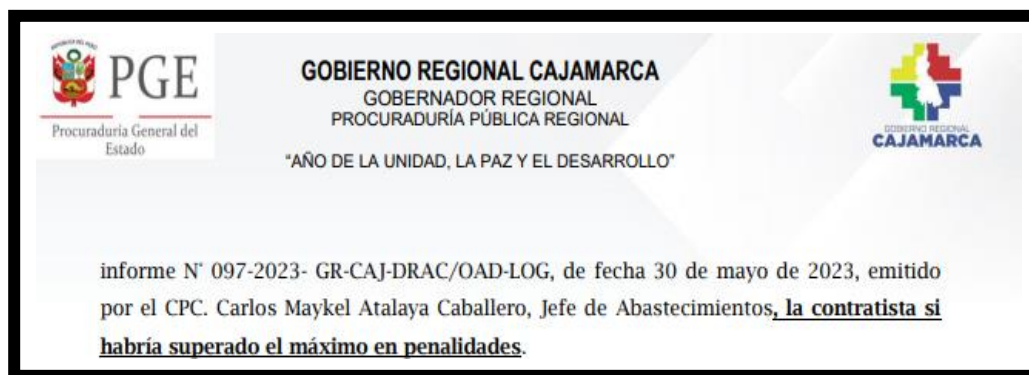 PGE
Procuraduría General del
Estado
GOBIERNO REGIONAL CAJAMARCA
GOBERNADOR REGIONAL
PROCURADURÍA PÚBLICA REGIONAL
“AÑO DE LA UNIDAD, LA PAZ Y EL DESARROLLO”
GOBIERNO REGIONAL
CAJAMARCA
informe N° 097-2023- GR-CAJ-DRAC/OAD-LOG, de fecha 30 de mayo de 2023, emitido
por el CPC. Carlos Maykel Atalaya Caballero, Jefe de Abastecimientos, la contratista si
habría superado el máximo en penalidades.